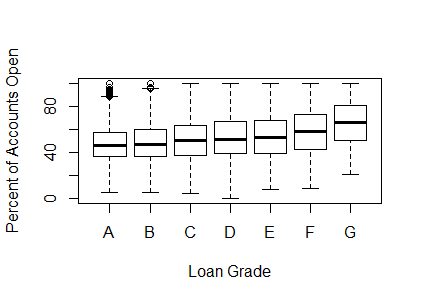 Percent of Accounts Open
80
40
0
A B C D E F G
Loan Grade